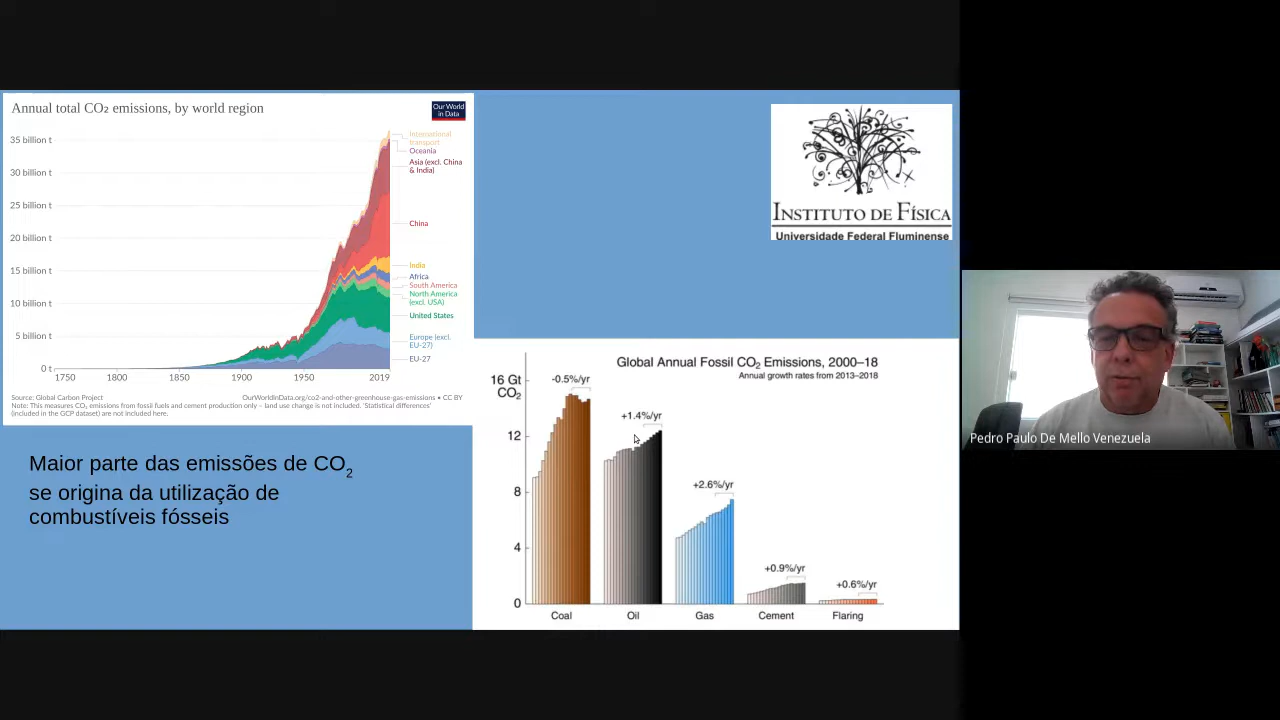 Annual total CO₂ emissions, by world region
Our World
in Data
35 billion t
30 billion t
25 billion t
20 billion t
15 billion t
10 billion t
5 billion t
0 t
1750
1800
1850
1900
1950
2019
International
transport
Oceania
Asia (excl. China
& India)
China
India
Africa
South America
North America
(excl. USA)
United States
Europe (excl.
EU-27)
EU-27
Source: Global Carbon Project
OurWorldInData.org/co2-and-other-greenhouse-gas-emissions • CC BY
Note: This measures CO₂ emissions from fossil fuels and cement production only – land use change is not included. 'Statistical differences'
(included in the GCP dataset) are not included here.
INSTITUTO DE FÍSICA
Universidade Federal Fluminense
Maior parte das emissões de CO₂
se origina da utilização de
combustíveis fósseis
Global Annual Fossil CO₂ Emissions, 2000–18
Annual growth rates from 2013–2018
16 Gt
CO₂
12
8
4
0
-0.5%/yr
+1.4%/yr
+2.6%/yr
+0.9%/yr
+0.6%/yr
Coal
Oil
Gas
Cement
Flaring
Pedro Paulo De Mello Venezuela